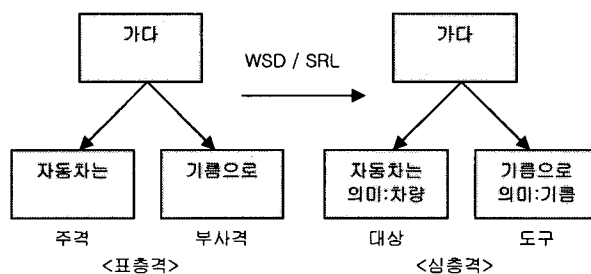 가다
WSD / SRL
가다
자동차는
기름으로
자동차는
의미:차량
기름으로
의미:기름
주격
부사격
대상
도구
<표층격>
<심층격>